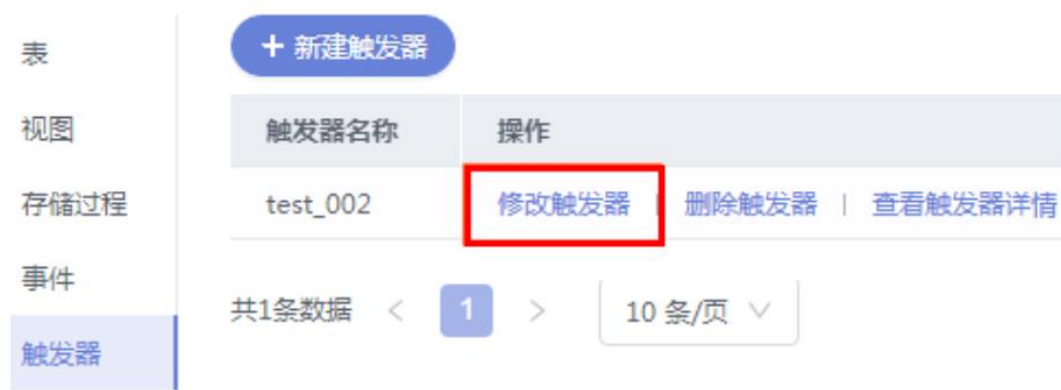 表
视图
存储过程
事件
触发器
+ 新建触发器
触发器名称 操作
test_002 修改触发器 | 删除触发器 | 查看触发器详情
共1条数据 < 1 > 10 条/页